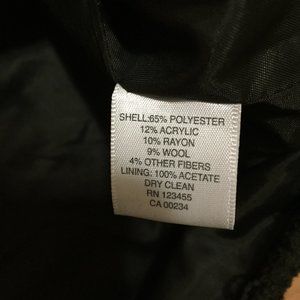 SHELL:65% POLYESTER
12% ACRYLIC
10% RAYON
9% WOOL
4% OTHER FIBERS
LINING: 100% ACETATE
DRY CLEAN
RN 123455
CA 00234